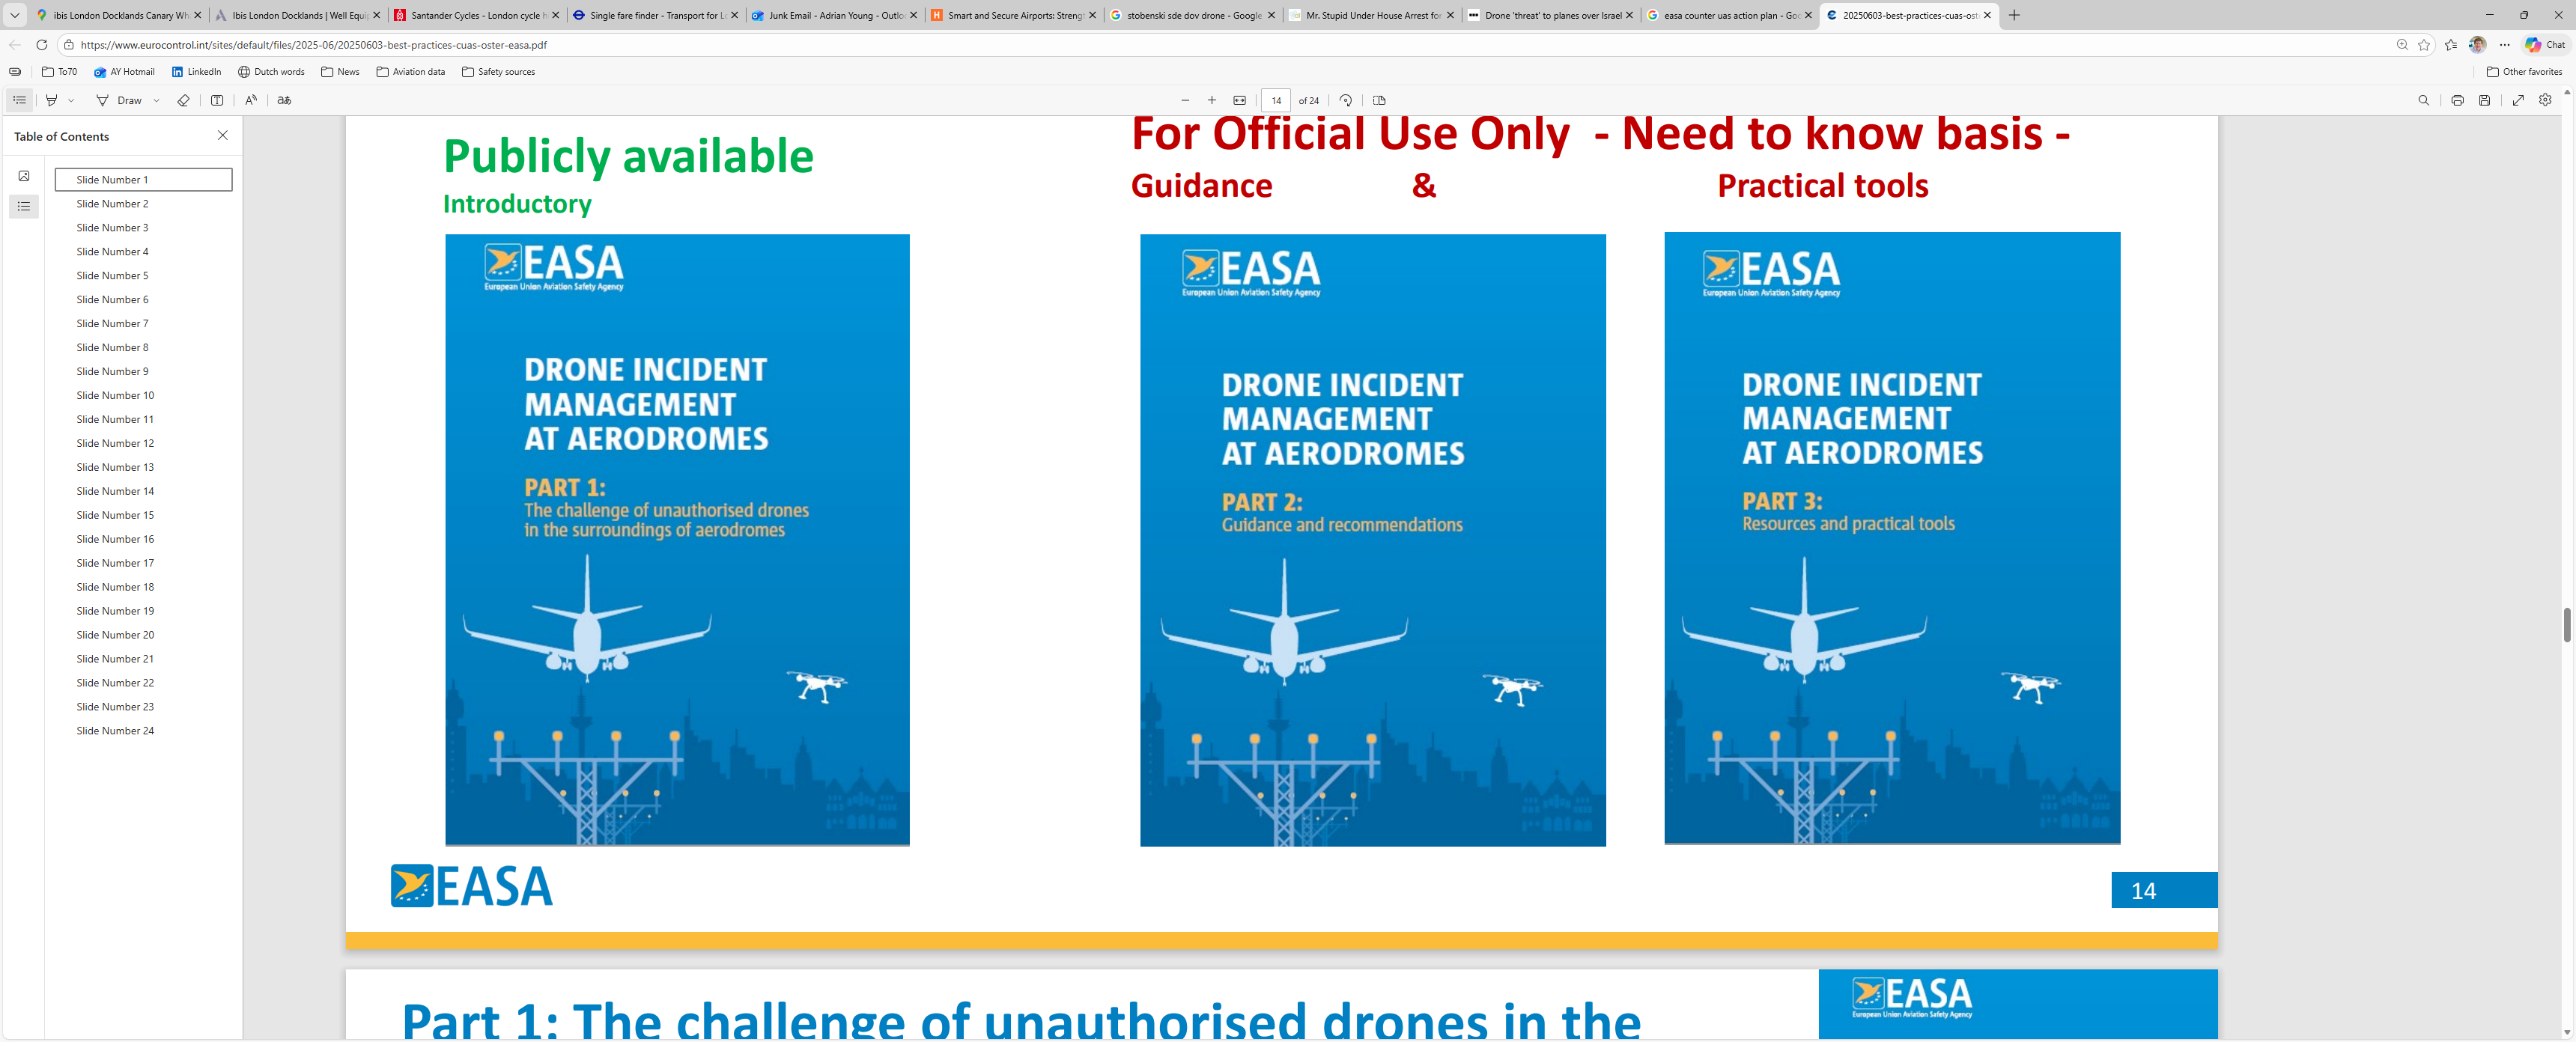 ibis London Docklands Canary Wh
Ibis London Docklands | Well Equip
Santander Cycles - London cycle h
Single fare finder - Transport for Lo
Junk Email - Adrian Young - Outlo
Smart and Secure Airports: Strengt
stobenski sde dov drone - Google
Mr. Stupid Under House Arrest for
Drone 'threat' to planes over Israel
easa counter uas action plan - Goo
20250603-best-practices-cuas-ost
https://www.eurocontrol.int/sites/default/files/2025-06/20250603-best-practices-cuas-oster-easa.pdf
Chat
To70
AY Hotmail
LinkedIn
Dutch words
News
Aviation data
Safety sources
Other favorites
Draw
14 of 24
Table of Contents
Slide Number 1
Slide Number 2
Slide Number 3
Slide Number 4
Slide Number 5
Slide Number 6
Slide Number 7
Slide Number 8
Slide Number 9
Slide Number 10
Slide Number 11
Slide Number 12
Slide Number 13
Slide Number 14
Slide Number 15
Slide Number 16
Slide Number 17
Slide Number 18
Slide Number 19
Slide Number 20
Slide Number 21
Slide Number 22
Slide Number 23
Slide Number 24
Publicly available
Introductory
For Official Use Only - Need to know basis -
Guidance & Practical tools
EASA
European Union Aviation Safety Agency
DRONE INCIDENT
MANAGEMENT
AT AERODROMES
PART 1:
The challenge of unauthorised drones
in the surroundings of aerodromes
EASA
European Union Aviation Safety Agency
DRONE INCIDENT
MANAGEMENT
AT AERODROMES
PART 2:
Guidance and recommendations
EASA
European Union Aviation Safety Agency
DRONE INCIDENT
MANAGEMENT
AT AERODROMES
PART 3:
Resources and practical tools
EASA
14
Part 1: The challenge of unauthorised drones in the
EASA
European Union Aviation Safety Agency